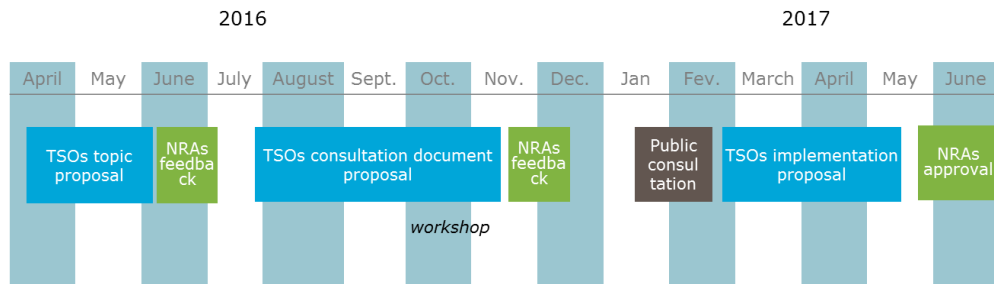 2016
2017
April May June July August Sept. Oct. Nov. Dec. Jan Fev. March April May June
TSOs topic
proposal
NRAs
feedba
ck
TSOs consultation document
proposal
NRAs
feedba
ck
Public
consul
tation
TSOs implementation
proposal
NRAs
approval
workshop